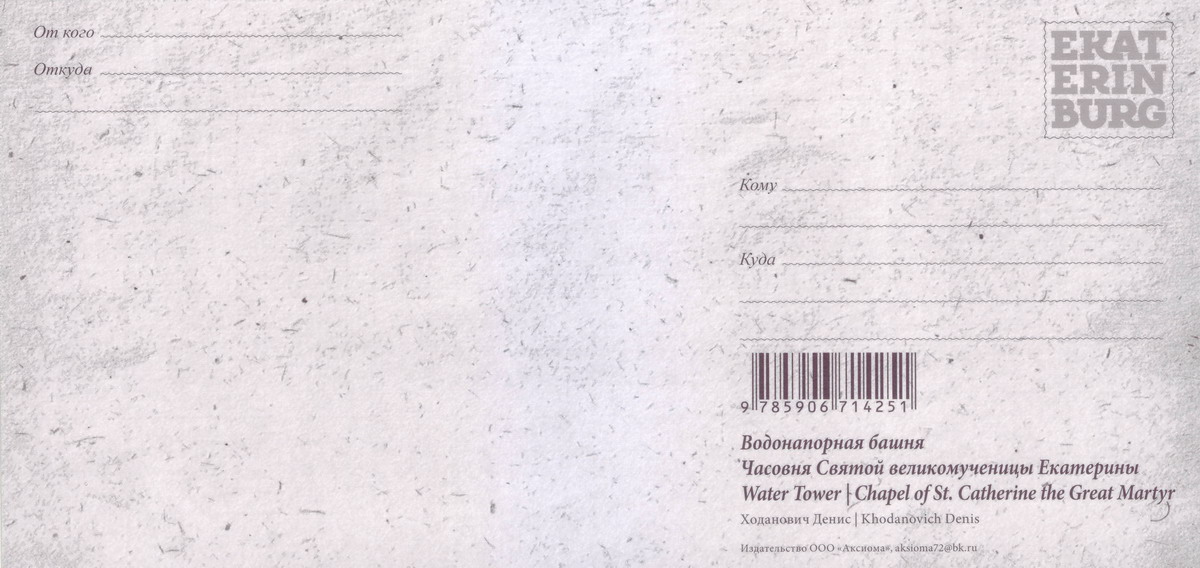 От кого
Откуда
EKAT
ERIN
BURG
Кому
Куда
9 785906 714251
Водонапорная башня
Часовня Святой великомученицы Екатерины
Water Tower | Chapel of St. Catherine the Great Martyr
Ходанович Денис | Khodanovich Denis
Издательство ООО «Аксиома», aksioma72@bk.ru